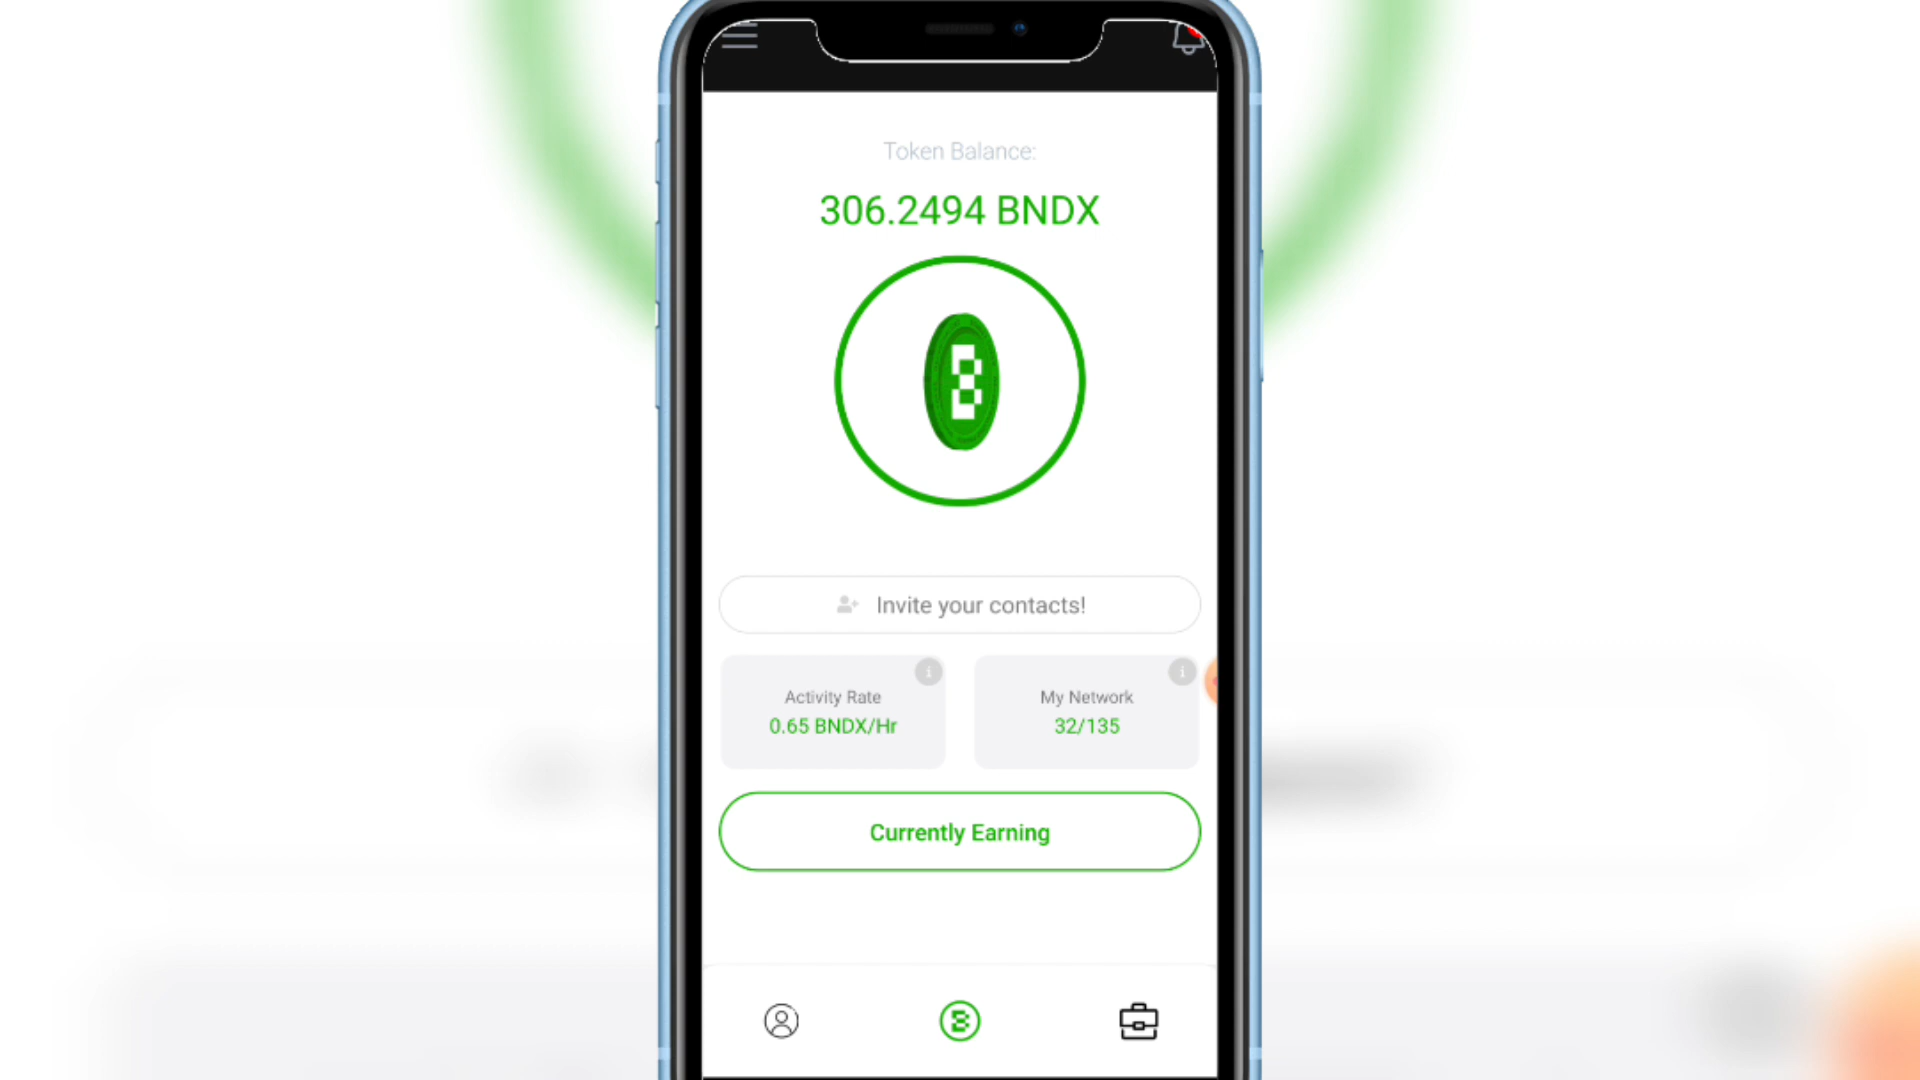 Token Balance:
306.2494 BNDX
B
Invite your contacts!
Activity Rate
0.65 BNDX/Hr
My Network
32/135
Currently Earning
B